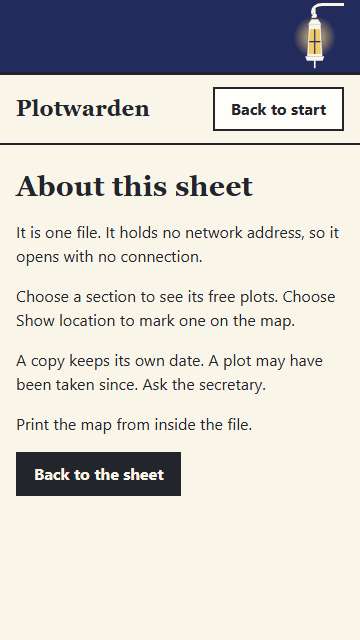 Plotwarden
Back to start
About this sheet
It is one file. It holds no network address, so it
opens with no connection.
Choose a section to see its free plots. Choose
Show location to mark one on the map.
A copy keeps its own date. A plot may have
been taken since. Ask the secretary.
Print the map from inside the file.
Back to the sheet